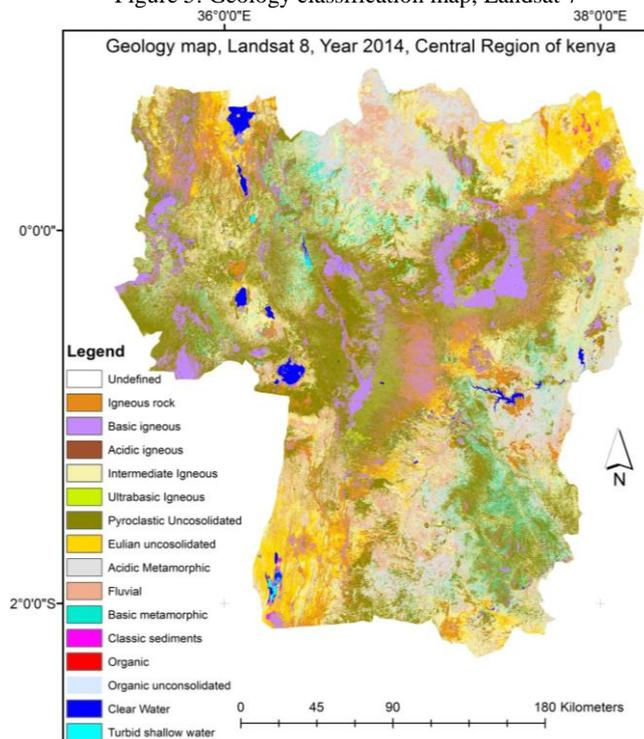 Figure 3. Geology classification map, Landsat 7
36°0'0"E
38°0'0"E
Geology map, Landsat 8, Year 2014, Central Region of kenya
0°0'0"
2°0'0"S
Legend
Undefined
Igneous rock
Basic igneous
Acidic igneous
Intermediate Igneous
Ultrabasic Igneous
Pyroclastic Uncosolidated
Eulian uncosolidated
Acidic Metamorphic
Fluvial
Basic metamorphic
Classic sediments
Organic
Organic unconsolidated
Clear Water
Turbid shallow water
N
0 45 90 180 Kilometers